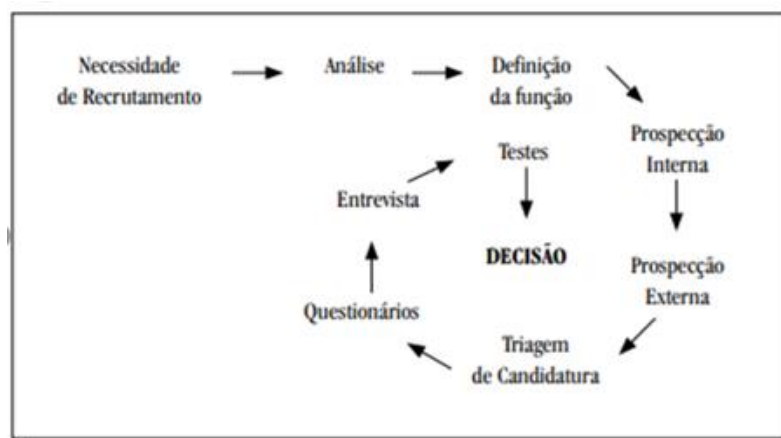 Necessidade
de Recrutamento
Análise
Definição
da função
Prospecção
Interna
Prospecção
Externa
Triagem
de Candidatura
Questionários
Entrevista
Testes
DECISÃO